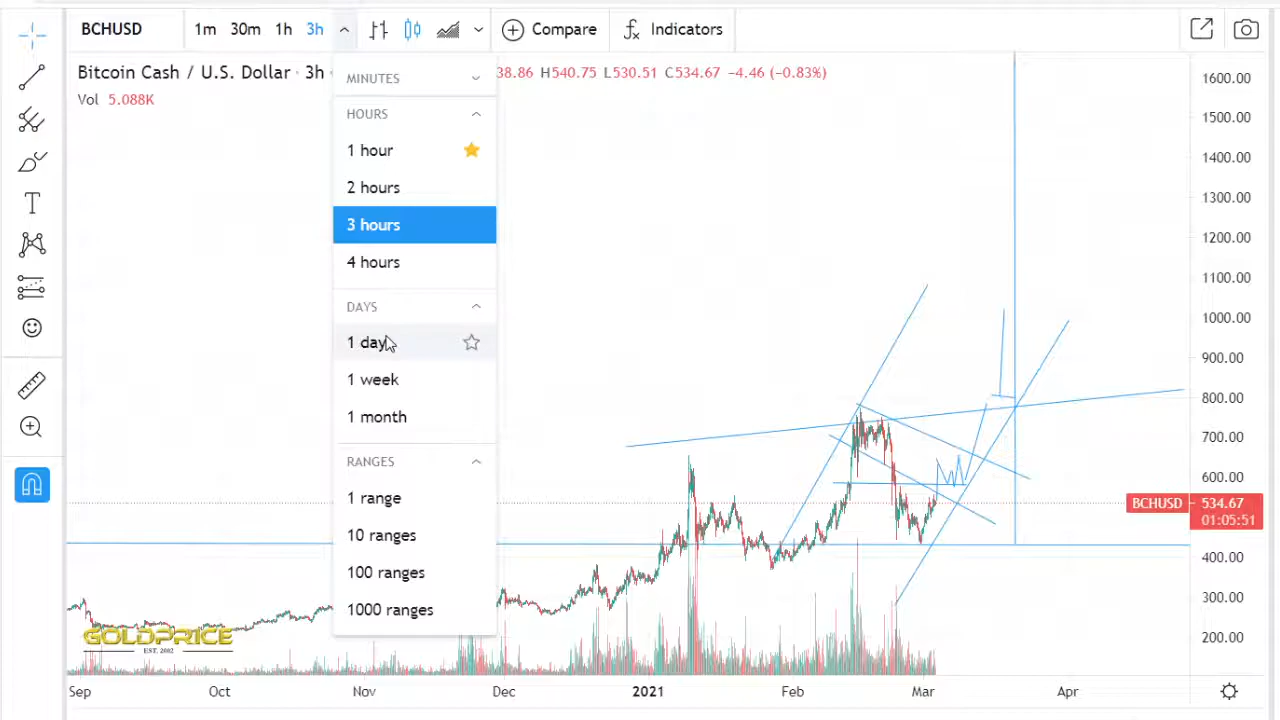 BCHUSD 1m 30m 1h 3h Compare Indicators
Bitcoin Cash / U.S. Dollar · 3h · 38.86 H540.75 L530.51 C534.67 −4.46 (−0.83%)
Vol 5.088K
MINUTES
HOURS
1 hour
2 hours
3 hours
4 hours
DAYS
1 day
1 week
1 month
RANGES
1 range
10 ranges
100 ranges
1000 ranges
1600.00
1500.00
1400.00
1300.00
1200.00
1100.00
1000.00
900.00
800.00
700.00
600.00
BCHUSD 534.67
01:05:51
400.00
300.00
200.00
GOLDPRICE
EST. 2002
Sep Oct Nov Dec 2021 Feb Mar Apr